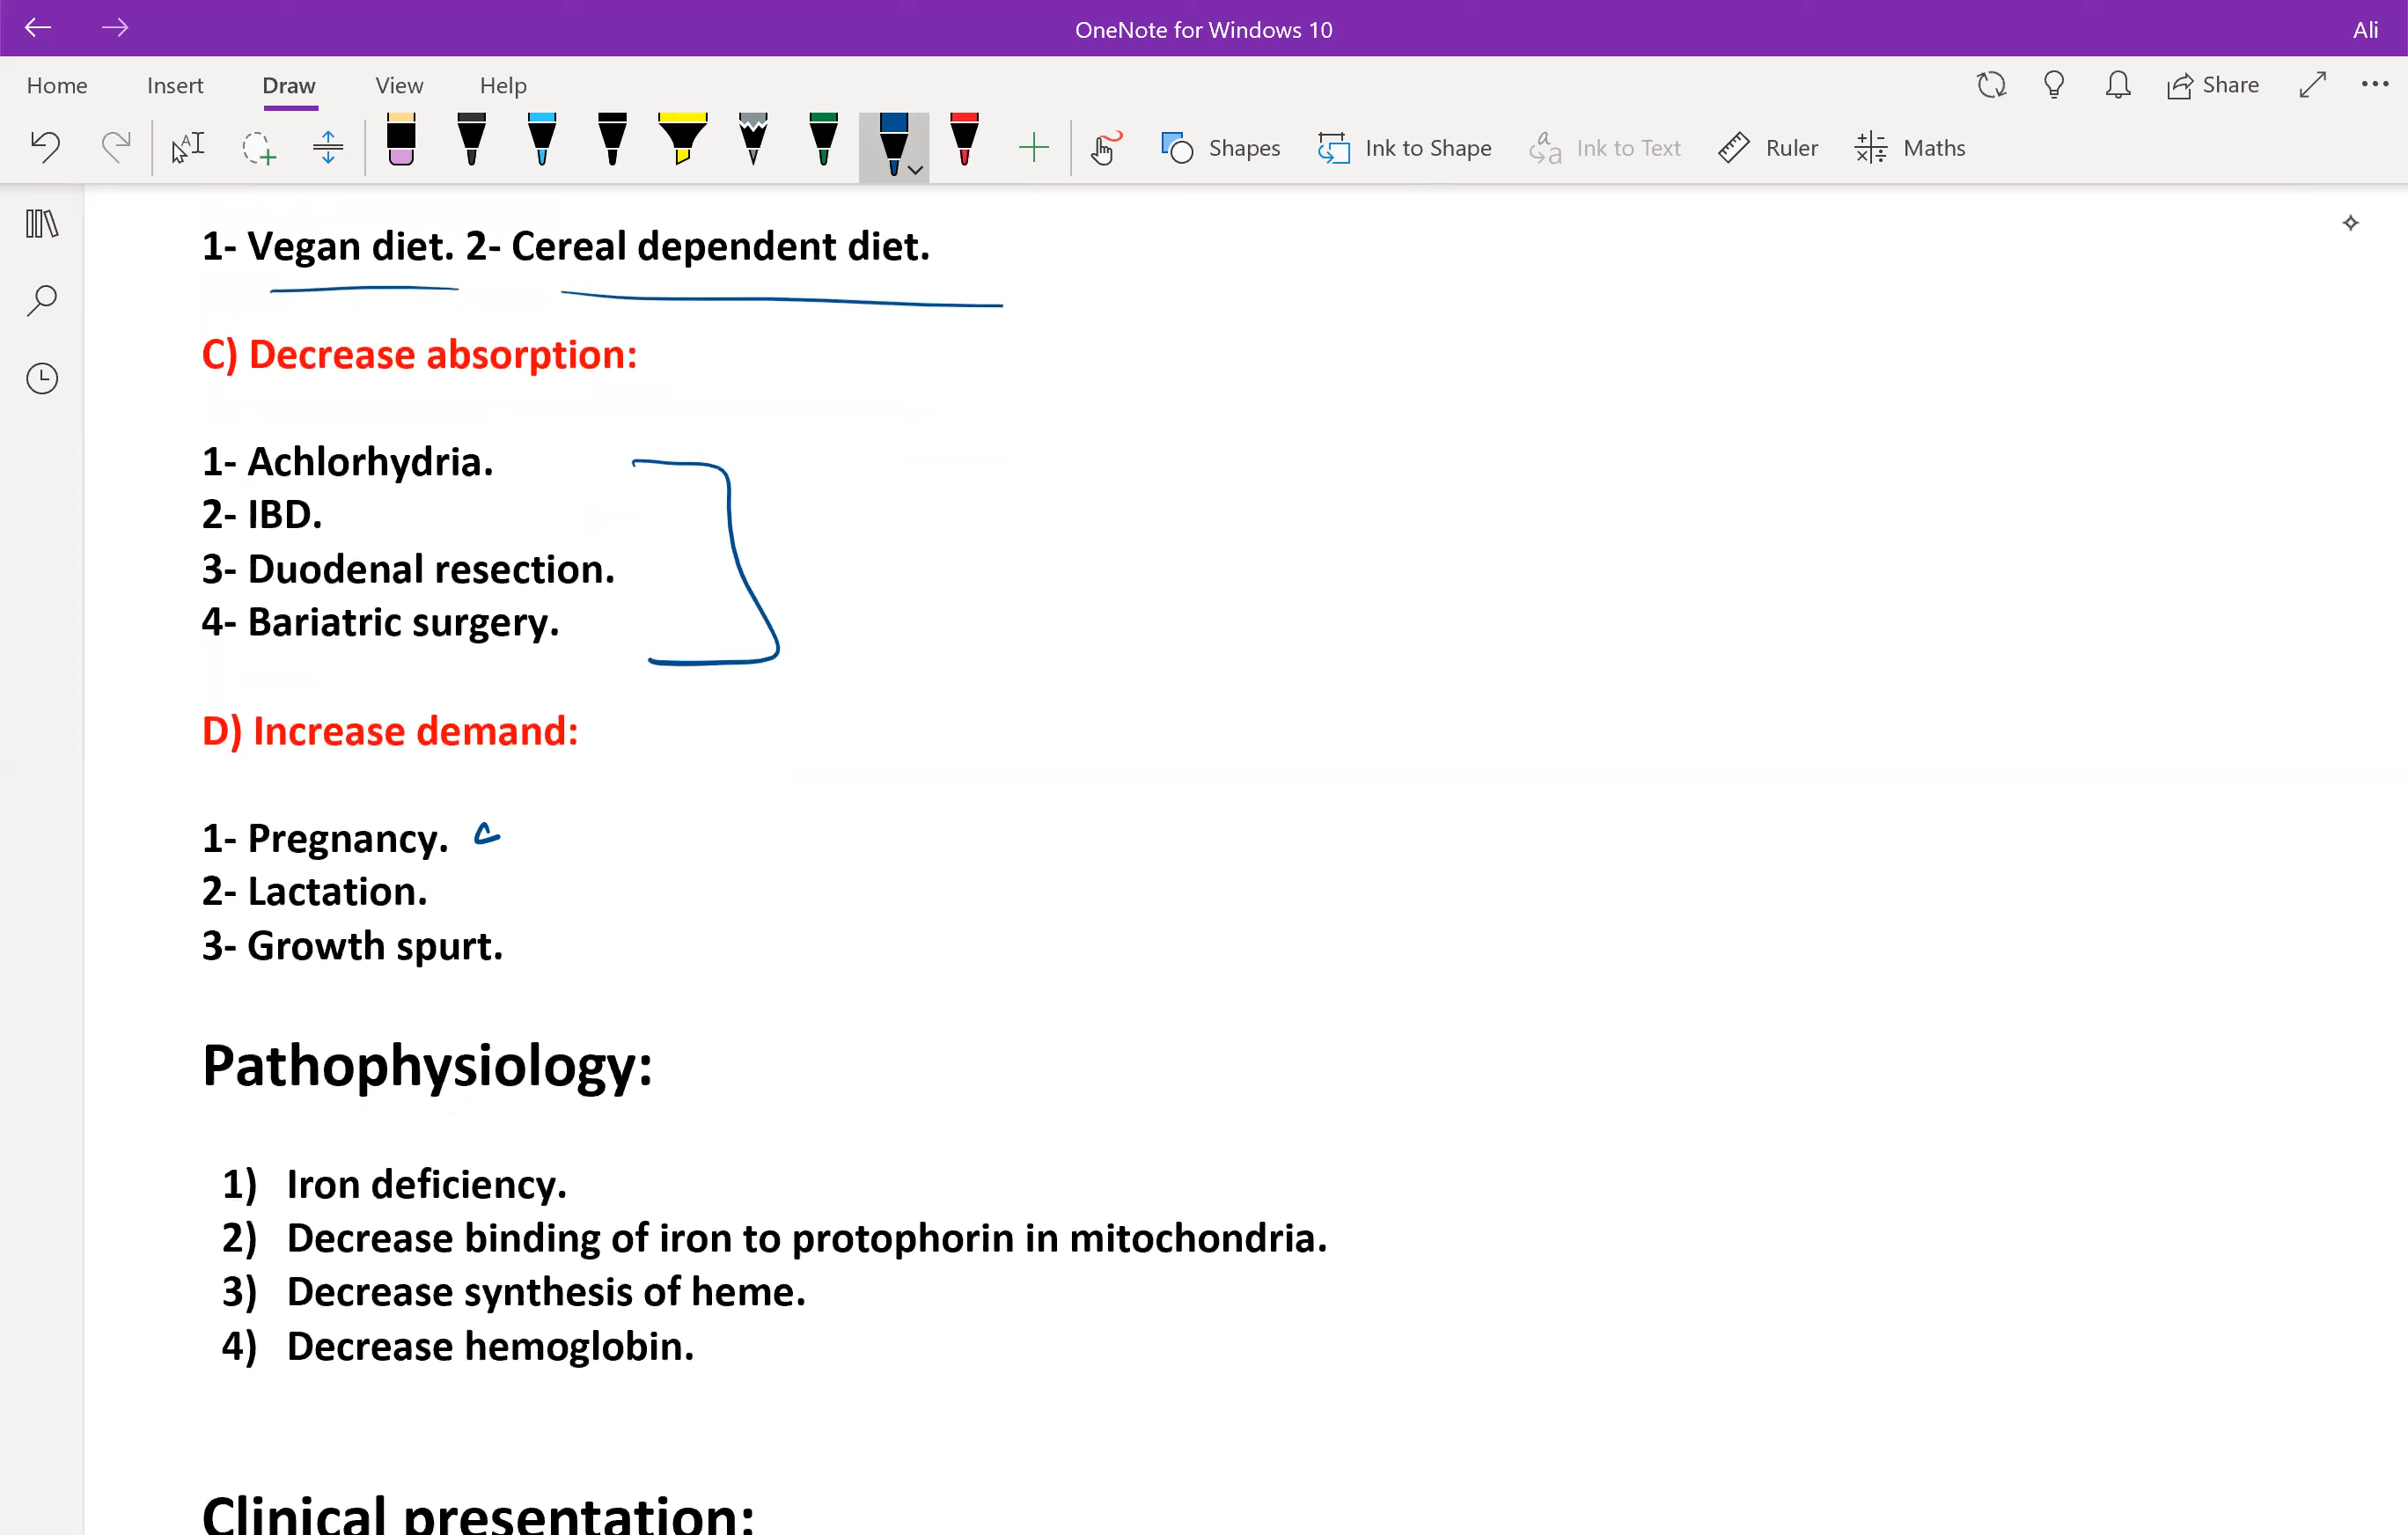 OneNote for Windows 10
Ali
Home Insert Draw View Help
Share
Shapes Ink to Shape Ink to Text Ruler Maths
1- Vegan diet. 2- Cereal dependent diet.
C) Decrease absorption:
1- Achlorhydria.
2- IBD.
3- Duodenal resection.
4- Bariatric surgery.
D) Increase demand:
1- Pregnancy.
2- Lactation.
3- Growth spurt.
Pathophysiology:
1) Iron deficiency.
2) Decrease binding of iron to protophorin in mitochondria.
3) Decrease synthesis of heme.
4) Decrease hemoglobin.
Clinical presentation: